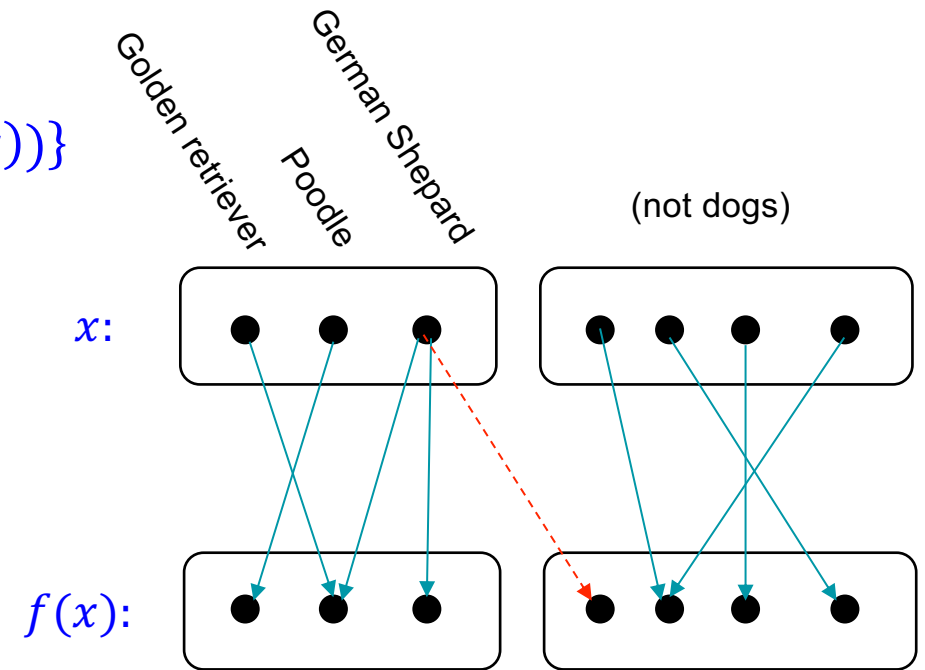 ))}
Golden retriever
Poodle
German Shepard
(not dogs)
x:
f(x):